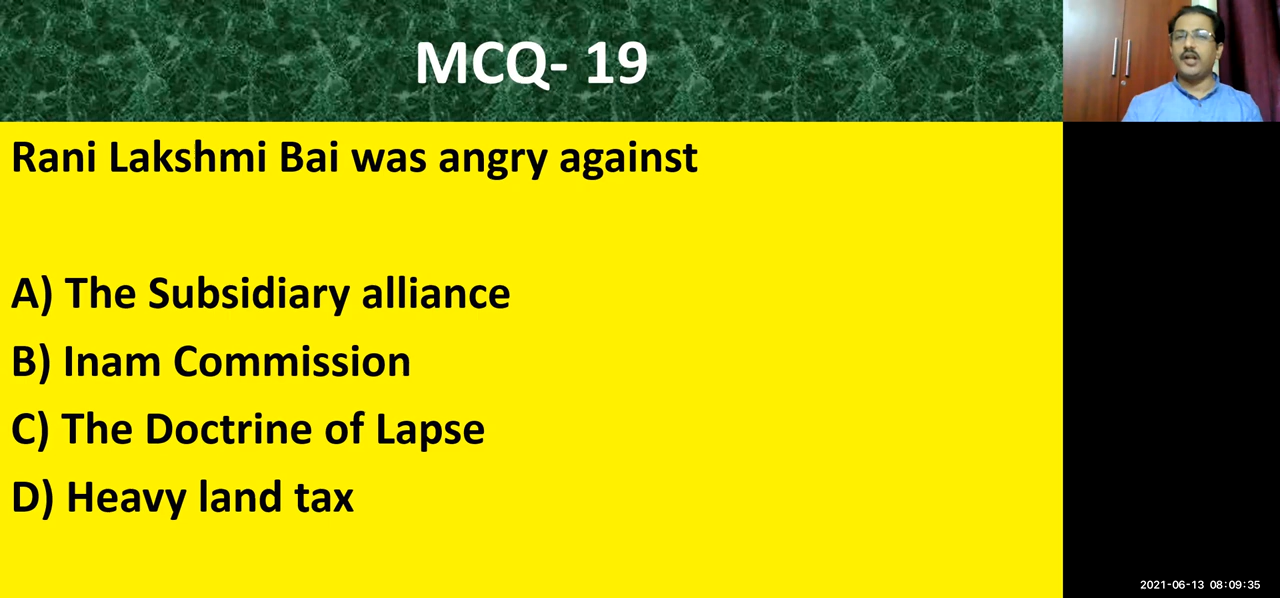 MCQ- 19
Rani Lakshmi Bai was angry against
A) The Subsidiary alliance
B) Inam Commission
C) The Doctrine of Lapse
D) Heavy land tax
2021-06-13 08:09:35